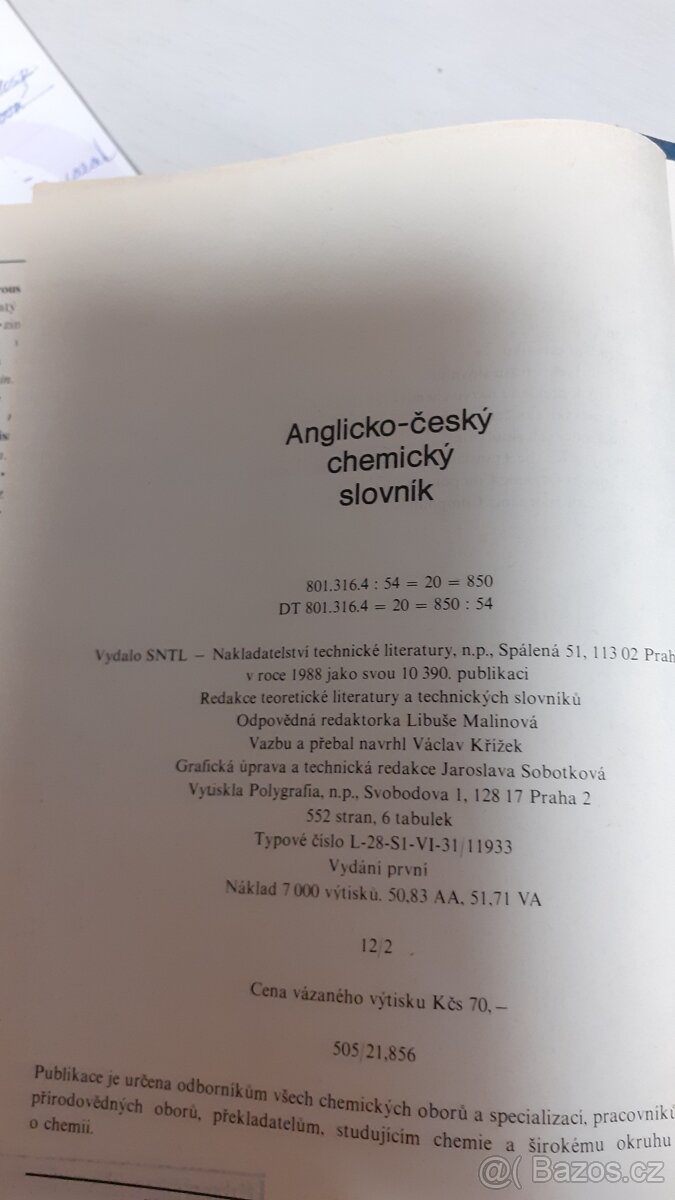 Anglicko-český
chemický
slovník
801.316.4 : 54 = 20 = 850
DT 801.316.4 = 20 = 850 : 54
Vydalo SNTL – Nakladatelství technické literatury, n.p., Spálená 51, 113 02 Prah
v roce 1988 jako svou 10 390. publikaci
Redakce teoretické literatury a technických slovníků
Odpovědná redaktorka Libuše Malinová
Vazbu a přebal navrhl Václav Křížek
Grafická úprava a technická redakce Jaroslava Sobotková
Vytiskla Polygrafia, n.p., Svobodova 1, 128 17 Praha 2
552 stran, 6 tabulek
Typové číslo L-28-S1-VI-31/11933
Vydání první
Náklad 7 000 výtisků. 50,83 AA, 51,71 VA
12/2
Cena vázaného výtisku Kčs 70,–
505/21,856
Publikace je určena odborníkům všech chemických oborů a specializací, pracovníků
přírodovědných oborů, překladatelům, studujícím chemie a širokému okruhu
o chemii.
@( Bazos.cz